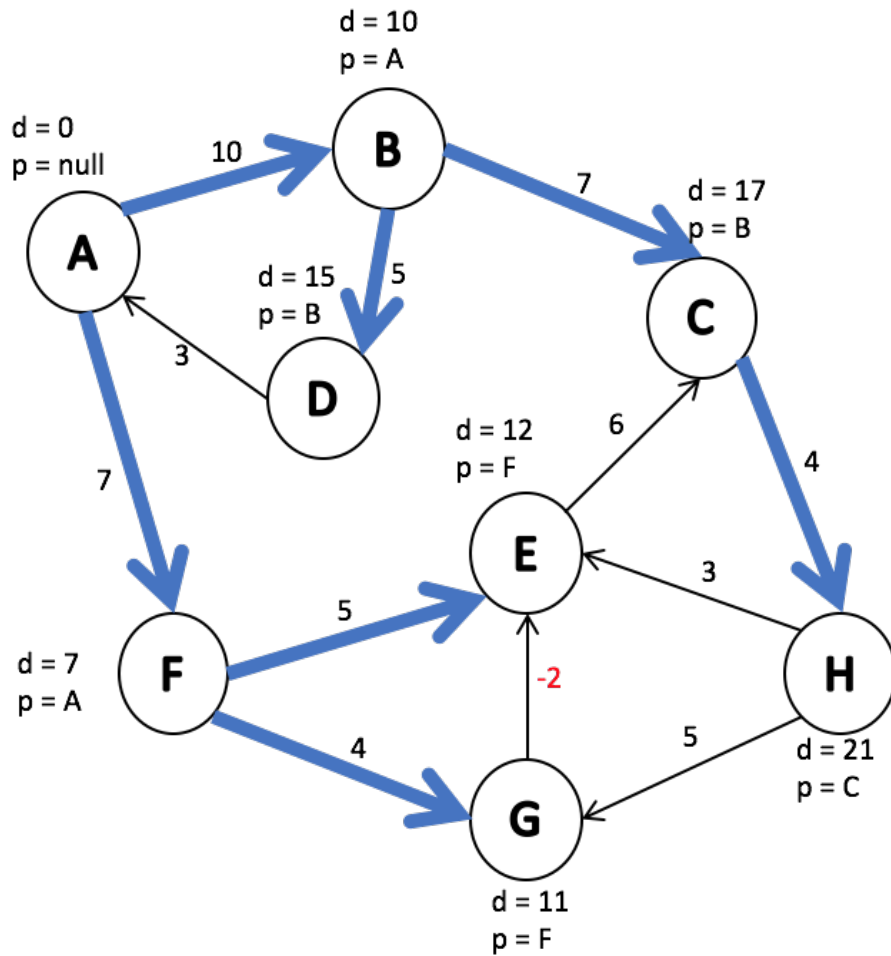 d = 10
p = A
B
d = 0
p = null
10
7
d = 17
p = B
A
5
d = 15
p = B
C
3
D
6
d = 12
p = F
4
7
E
3
5
-2
d = 7
p = A
F
H
4
5
d = 21
p = C
G
d = 11
p = F